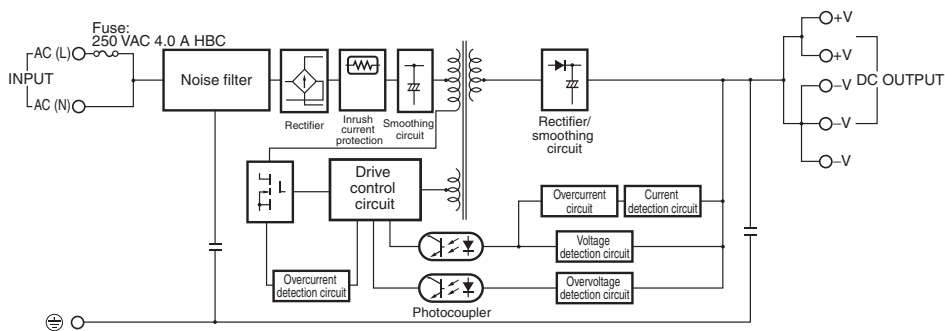 Fuse:
250 VAC 4.0 A HBC
AC (L)
INPUT
AC (N)
Noise filter
Rectifier
Inrush
current
protection
Smoothing
circuit
Rectifier/
smoothing
circuit
+V
+V
−V
DC OUTPUT
−V
−V
Drive
control
circuit
Overcurrent
circuit
Current
detection circuit
Voltage
detection circuit
Overcurrent
detection circuit
Overvoltage
detection circuit
Photocoupler